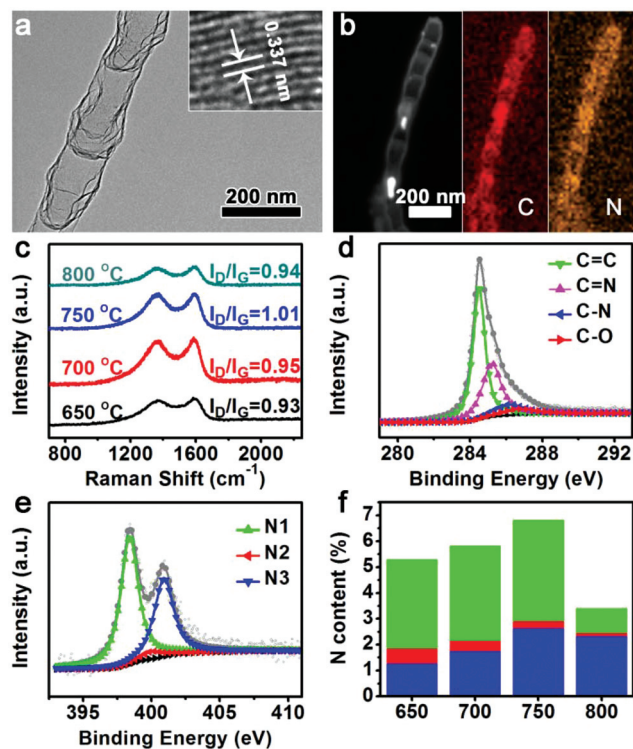 a
0.337 nm
200 nm
b
200 nm
C
N
c
Intensity (a.u.)
800 °C
I_D/I_G=0.94
750 °C
I_D/I_G=1.01
700 °C
I_D/I_G=0.95
650 °C
I_D/I_G=0.93
800 1200 1600 2000
Raman Shift (cm⁻¹)
d
Intensity (a.u.)
C=C
C=N
C-N
C-O
280 284 288 292
Binding Energy (eV)
e
Intensity (a.u.)
N1
N2
N3
395 400 405 410
Binding Energy (eV)
f
N content (%)
7
6
5
4
3
2
1
0
650 700 750 800